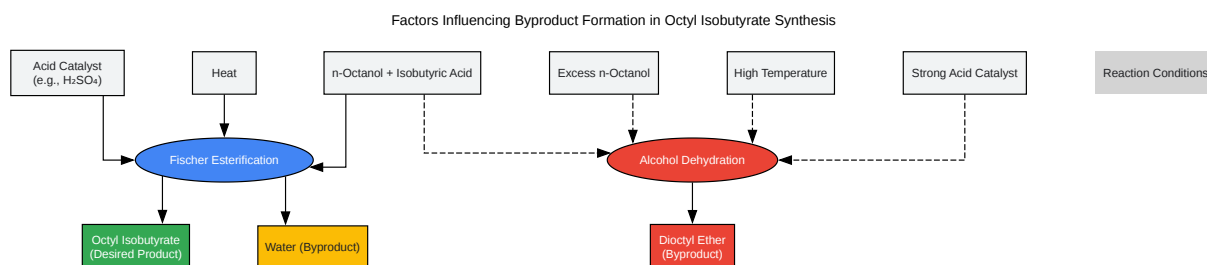 Factors Influencing Byproduct Formation in Octyl Isobutyrate Synthesis
Acid Catalyst
(e.g., H₂SO₄)
Heat
n-Octanol + Isobutyric Acid
Excess n-Octanol
High Temperature
Strong Acid Catalyst
Reaction Conditions
Fischer Esterification
Alcohol Dehydration
Octyl Isobutyrate
(Desired Product)
Water (Byproduct)
Dioctyl Ether
(Byproduct)